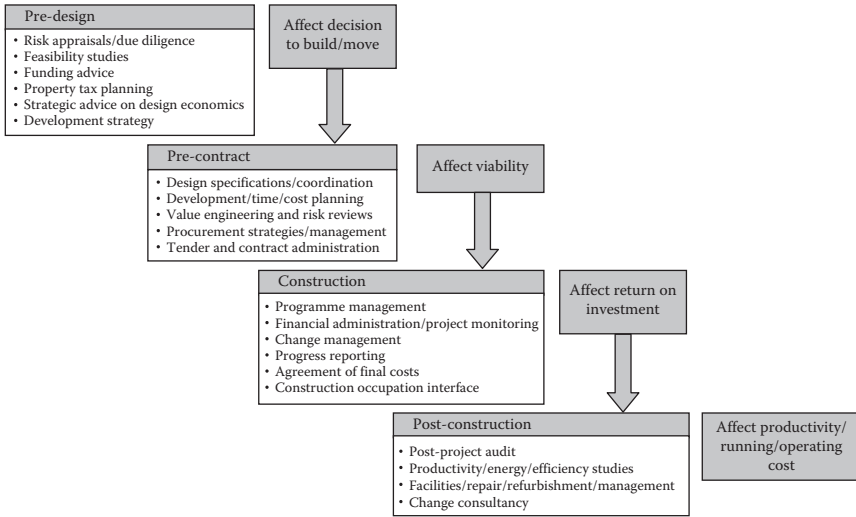 Pre-design
• Risk appraisals/due diligence
• Feasibility studies
• Funding advice
• Property tax planning
• Strategic advice on design economics
• Development strategy
Affect decision
to build/move
Pre-contract
• Design specifications/coordination
• Development/time/cost planning
• Value engineering and risk reviews
• Procurement strategies/management
• Tender and contract administration
Affect viability
Construction
• Programme management
• Financial administration/project monitoring
• Change management
• Progress reporting
• Agreement of final costs
• Construction occupation interface
Affect return on
investment
Post-construction
• Post-project audit
• Productivity/energy/efficiency studies
• Facilities/repair/refurbishment/management
• Change consultancy
Affect productivity/
running/operating
cost